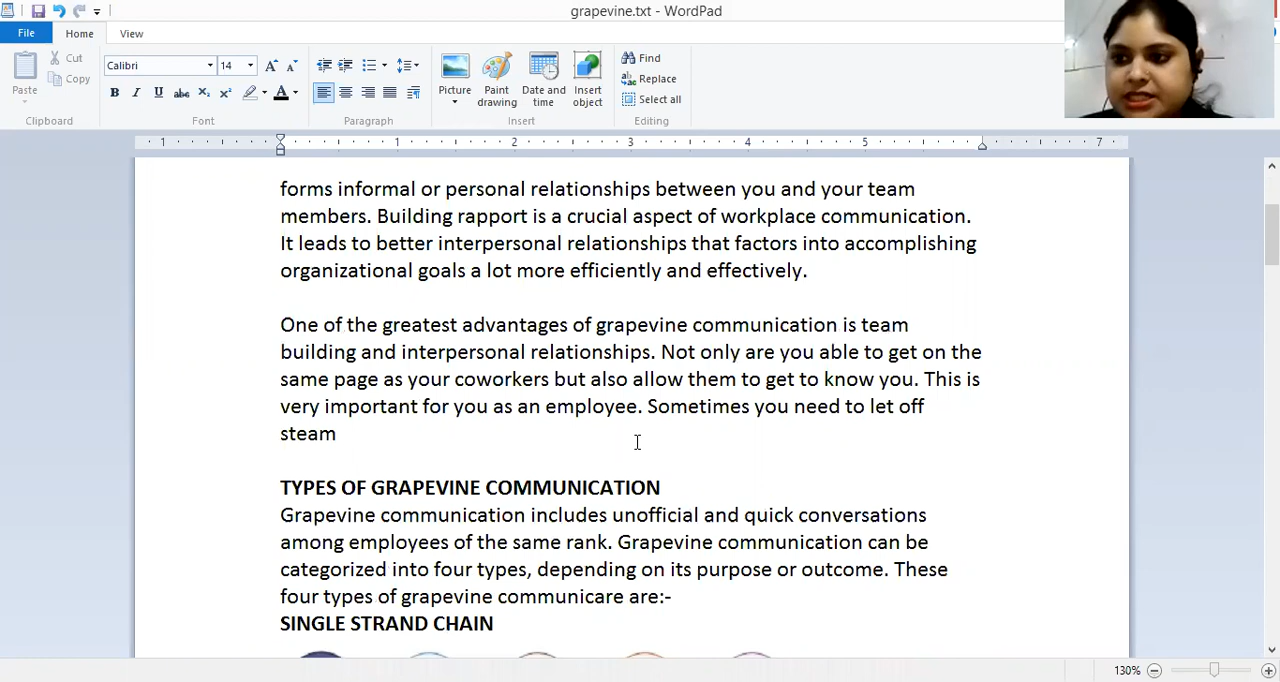 grapevine.txt - WordPad
File Home View
Paste Cut Copy Clipboard
Calibri 14 Font
Paragraph
Picture Paint drawing Date and time Insert object Insert
Find Replace Select all Editing
1 1 2 3 4 5 7
forms informal or personal relationships between you and your team
members. Building rapport is a crucial aspect of workplace communication.
It leads to better interpersonal relationships that factors into accomplishing
organizational goals a lot more efficiently and effectively.
One of the greatest advantages of grapevine communication is team
building and interpersonal relationships. Not only are you able to get on the
same page as your coworkers but also allow them to get to know you. This is
very important for you as an employee. Sometimes you need to let off
steam
TYPES OF GRAPEVINE COMMUNICATION
Grapevine communication includes unofficial and quick conversations
among employees of the same rank. Grapevine communication can be
categorized into four types, depending on its purpose or outcome. These
four types of grapevine communicare are:-
SINGLE STRAND CHAIN
130%